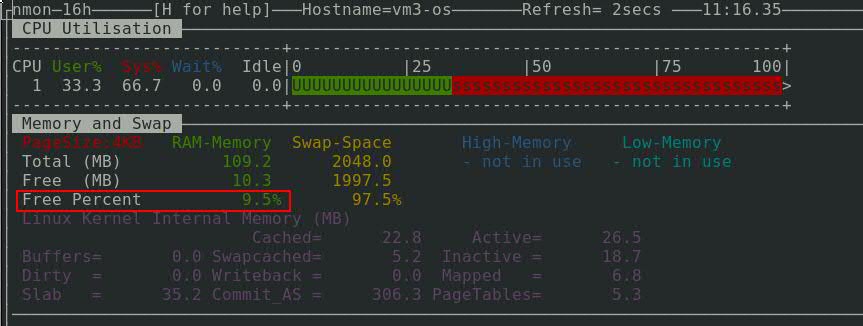 nmon─16h─────[H for help]───Hostname=vm3-os──────Refresh= 2secs ───11:16.35───
CPU Utilisation
---------------------------+-------------------------------------------------+
CPU User% Sys% Wait% Idle|0 |25 |50 |75 100|
1 33.3 66.7 0.0 0.0|UUUUUUUUUUUUUUUUsssssssssssssssssssssssssssssssss>
---------------------------+-------------------------------------------------+
Memory and Swap
PageSize:4KB RAM-Memory Swap-Space High-Memory Low-Memory
Total (MB) 109.2 2048.0 - not in use - not in use
Free (MB) 10.3 1997.5
Free Percent 9.5% 97.5%
Linux Kernel Internal Memory (MB)
Cached= 22.8 Active= 26.5
Buffers= 0.0 Swapcached= 5.2 Inactive = 18.7
Dirty = 0.0 Writeback = 0.0 Mapped = 6.8
Slab = 35.2 Commit_AS = 306.3 PageTables= 5.3